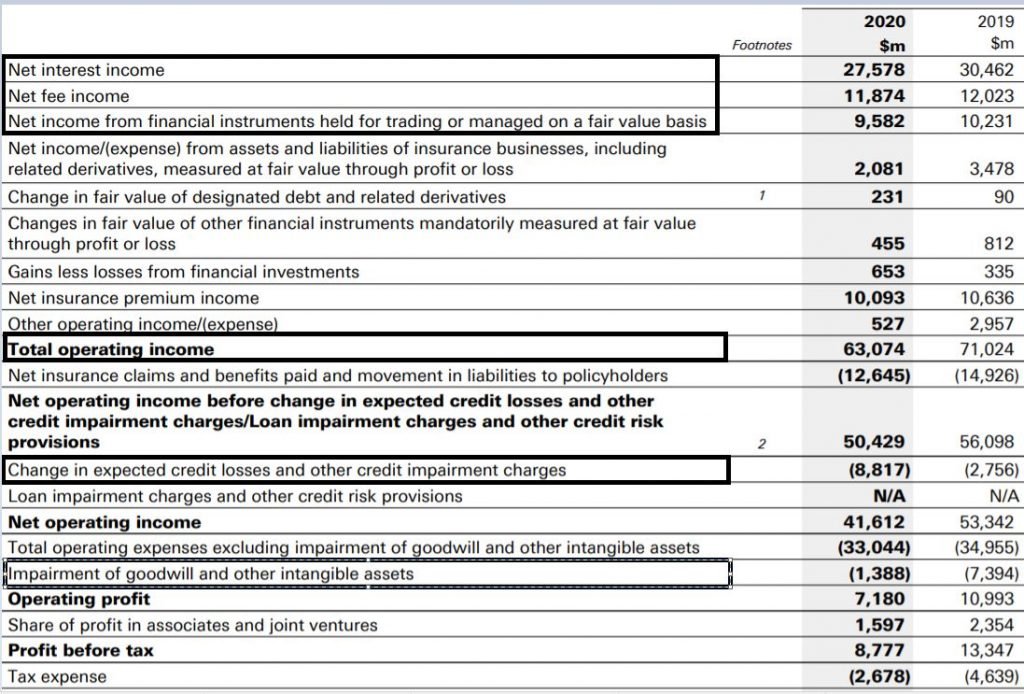 2020 2019
Footnotes $m $m
Net interest income 27,578 30,462
Net fee income 11,874 12,023
Net income from financial instruments held for trading or managed on a fair value basis 9,582 10,231
Net income/(expense) from assets and liabilities of insurance businesses, including
related derivatives, measured at fair value through profit or loss 2,081 3,478
Change in fair value of designated debt and related derivatives 1 231 90
Changes in fair value of other financial instruments mandatorily measured at fair value
through profit or loss 455 812
Gains less losses from financial investments 653 335
Net insurance premium income 10,093 10,636
Other operating income/(expense) 527 2,957
Total operating income 63,074 71,024
Net insurance claims and benefits paid and movement in liabilities to policyholders (12,645) (14,926)
Net operating income before change in expected credit losses and other
credit impairment charges/Loan impairment charges and other credit risk
provisions 2 50,429 56,098
Change in expected credit losses and other credit impairment charges (8,817) (2,756)
Loan impairment charges and other credit risk provisions N/A N/A
Net operating income 41,612 53,342
Total operating expenses excluding impairment of goodwill and other intangible assets (33,044) (34,955)
Impairment of goodwill and other intangible assets (1,388) (7,394)
Operating profit 7,180 10,993
Share of profit in associates and joint ventures 1,597 2,354
Profit before tax 8,777 13,347
Tax expense (2,678) (4,639)